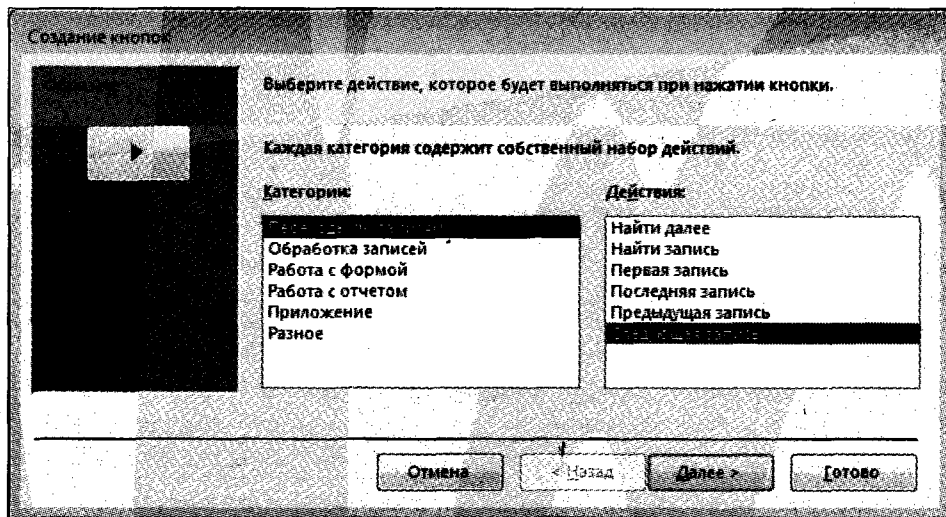 Создание кнопок
Выберите действие, которое будет выполняться при нажатии кнопки.
Каждая категория содержит собственный набор действий.
Категории:
Действия:
Обработка записей
Работа с формой
Работа с отчетом
Приложение
Разное
Найти далее
Найти запись
Первая запись
Последняя запись
Предыдущая запись
Отмена
< Назад
Далее >
Готово